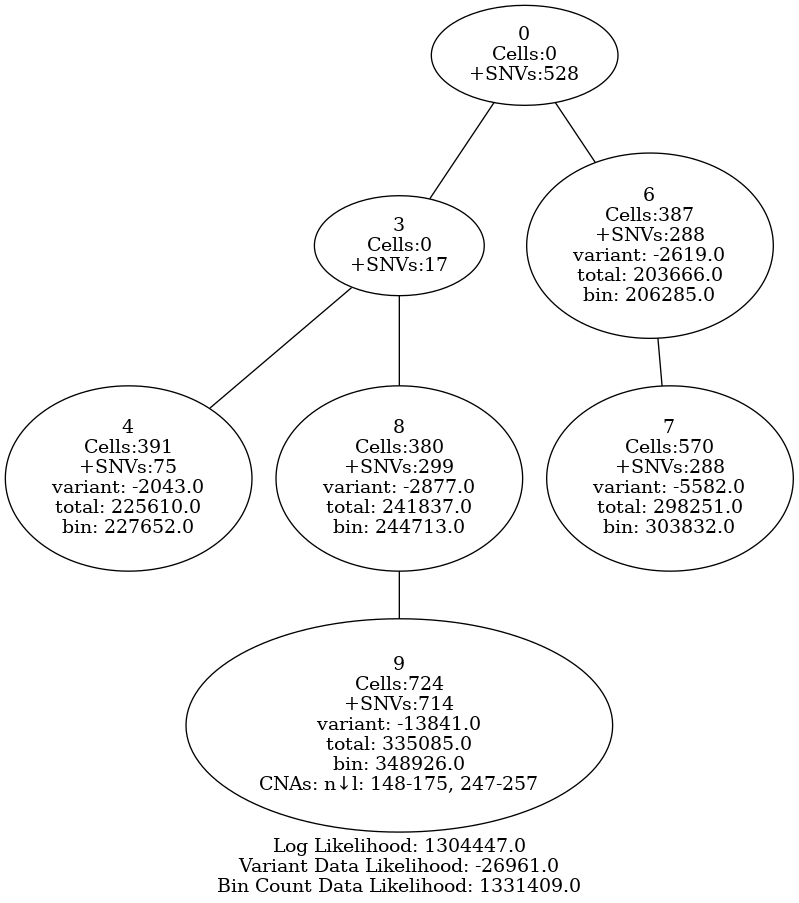 0
Cells:0
+SNVs:528
3
Cells:0
+SNVs:17
6
Cells:387
+SNVs:288
variant: -2619.0
total: 203666.0
bin: 206285.0
4
Cells:391
+SNVs:75
variant: -2043.0
total: 225610.0
bin: 227652.0
8
Cells:380
+SNVs:299
variant: -2877.0
total: 241837.0
bin: 244713.0
7
Cells:570
+SNVs:288
variant: -5582.0
total: 298251.0
bin: 303832.0
9
Cells:724
+SNVs:714
variant: -13841.0
total: 335085.0
bin: 348926.0
CNAs: n↓l: 148-175, 247-257
Log Likelihood: 1304447.0
Variant Data Likelihood: -26961.0
Bin Count Data Likelihood: 1331409.0